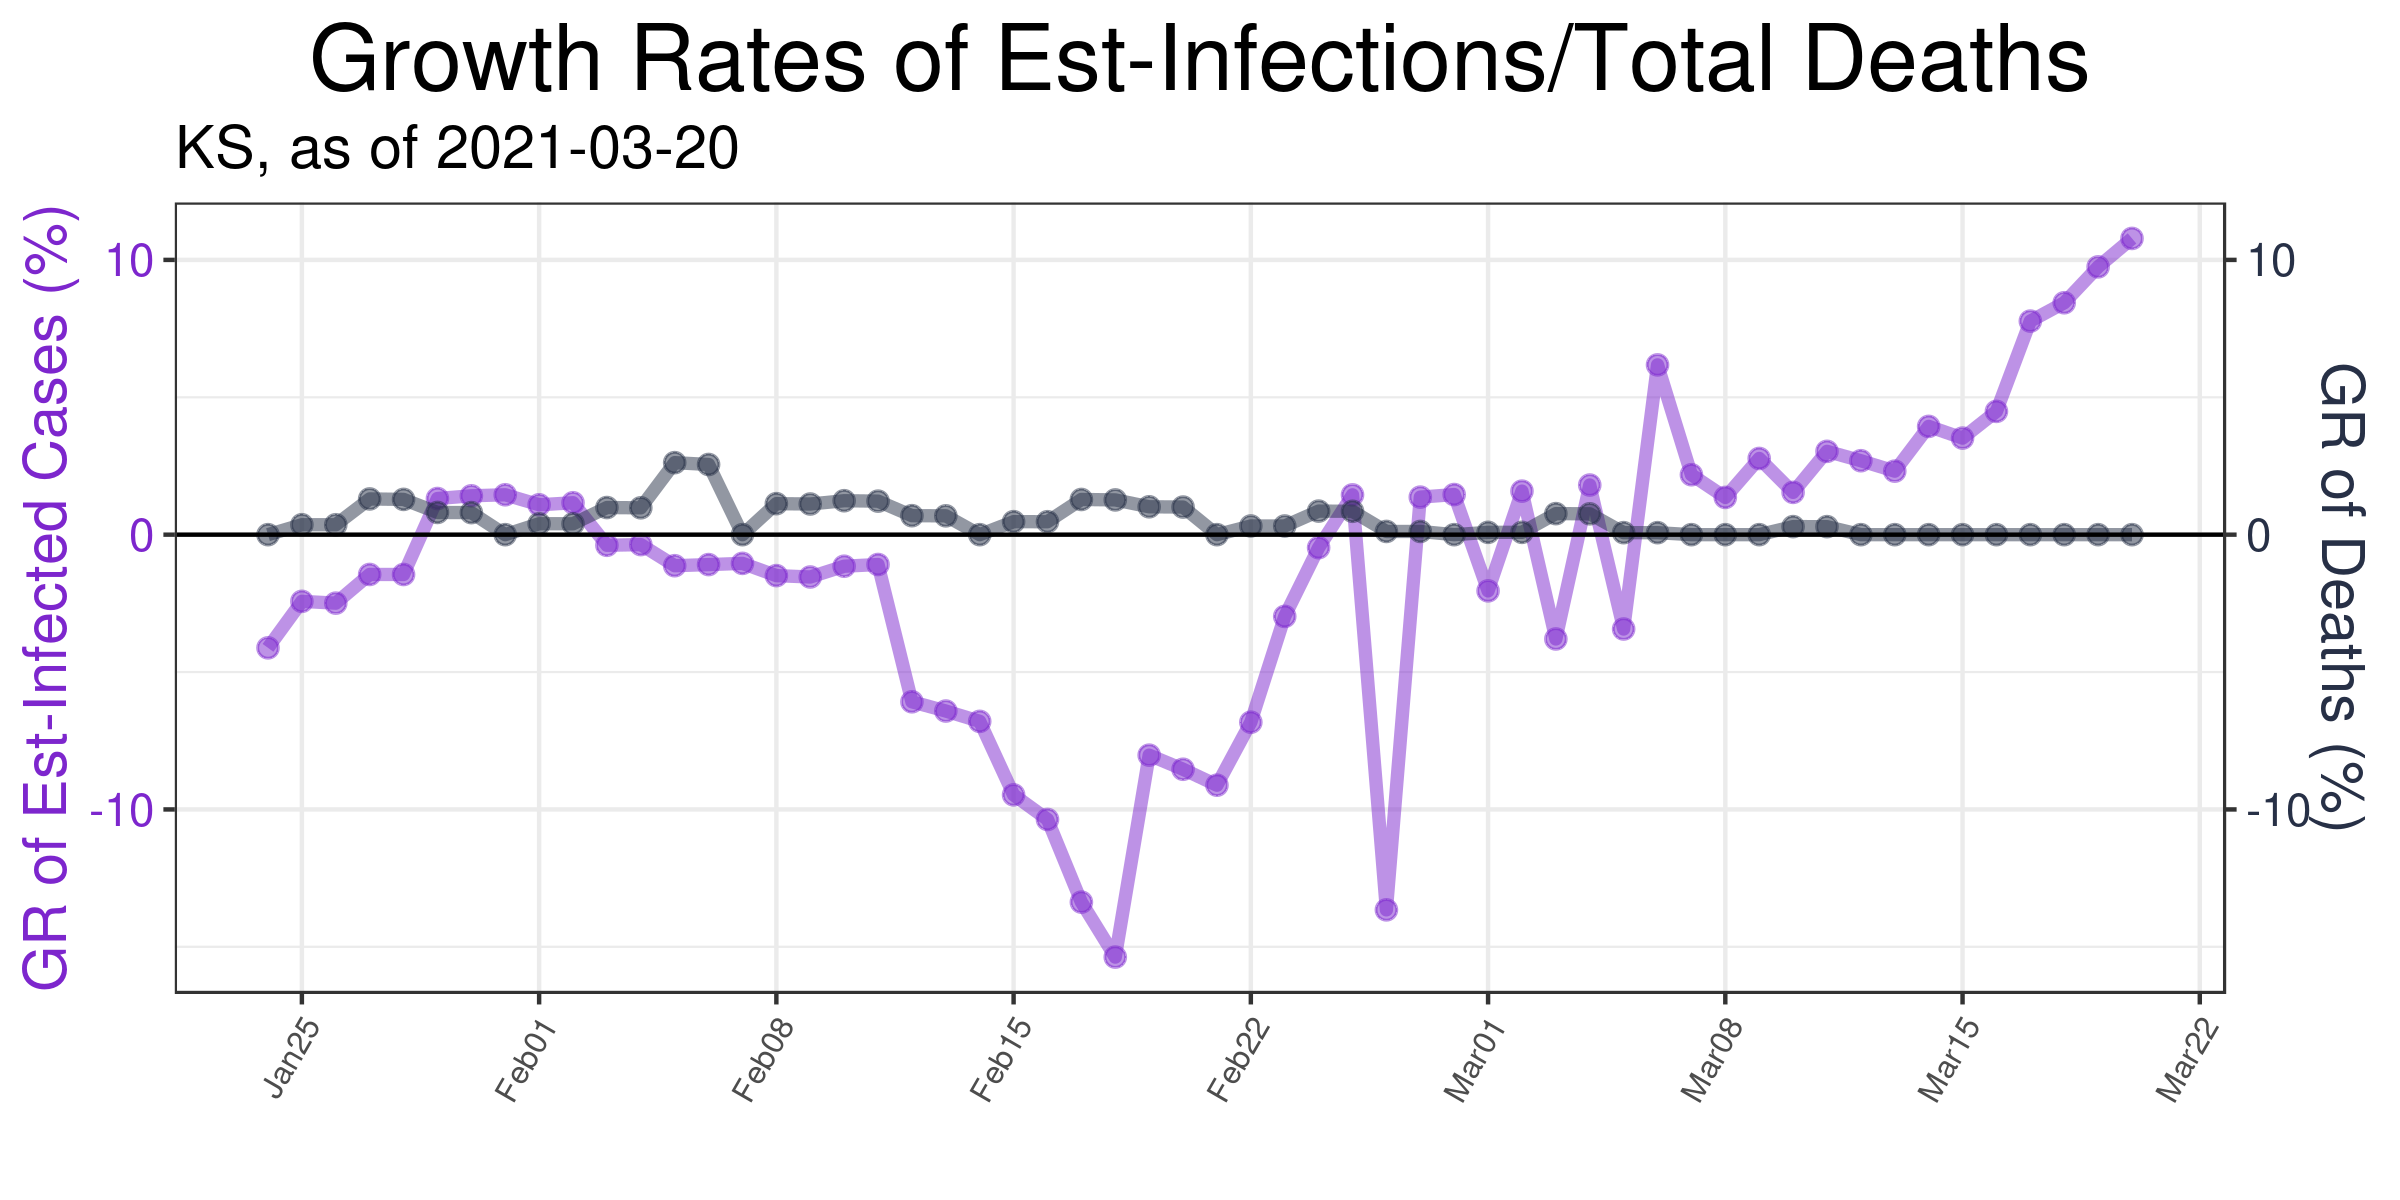 Growth Rates of Est-Infections/Total Deaths
KS, as of 2021-03-20
GR of Est-Infected Cases (%)
10
0
-10
10
0
-10
GR of Deaths (%)
Jan25
Feb01
Feb08
Feb15
Feb22
Mar01
Mar08
Mar15
Mar22